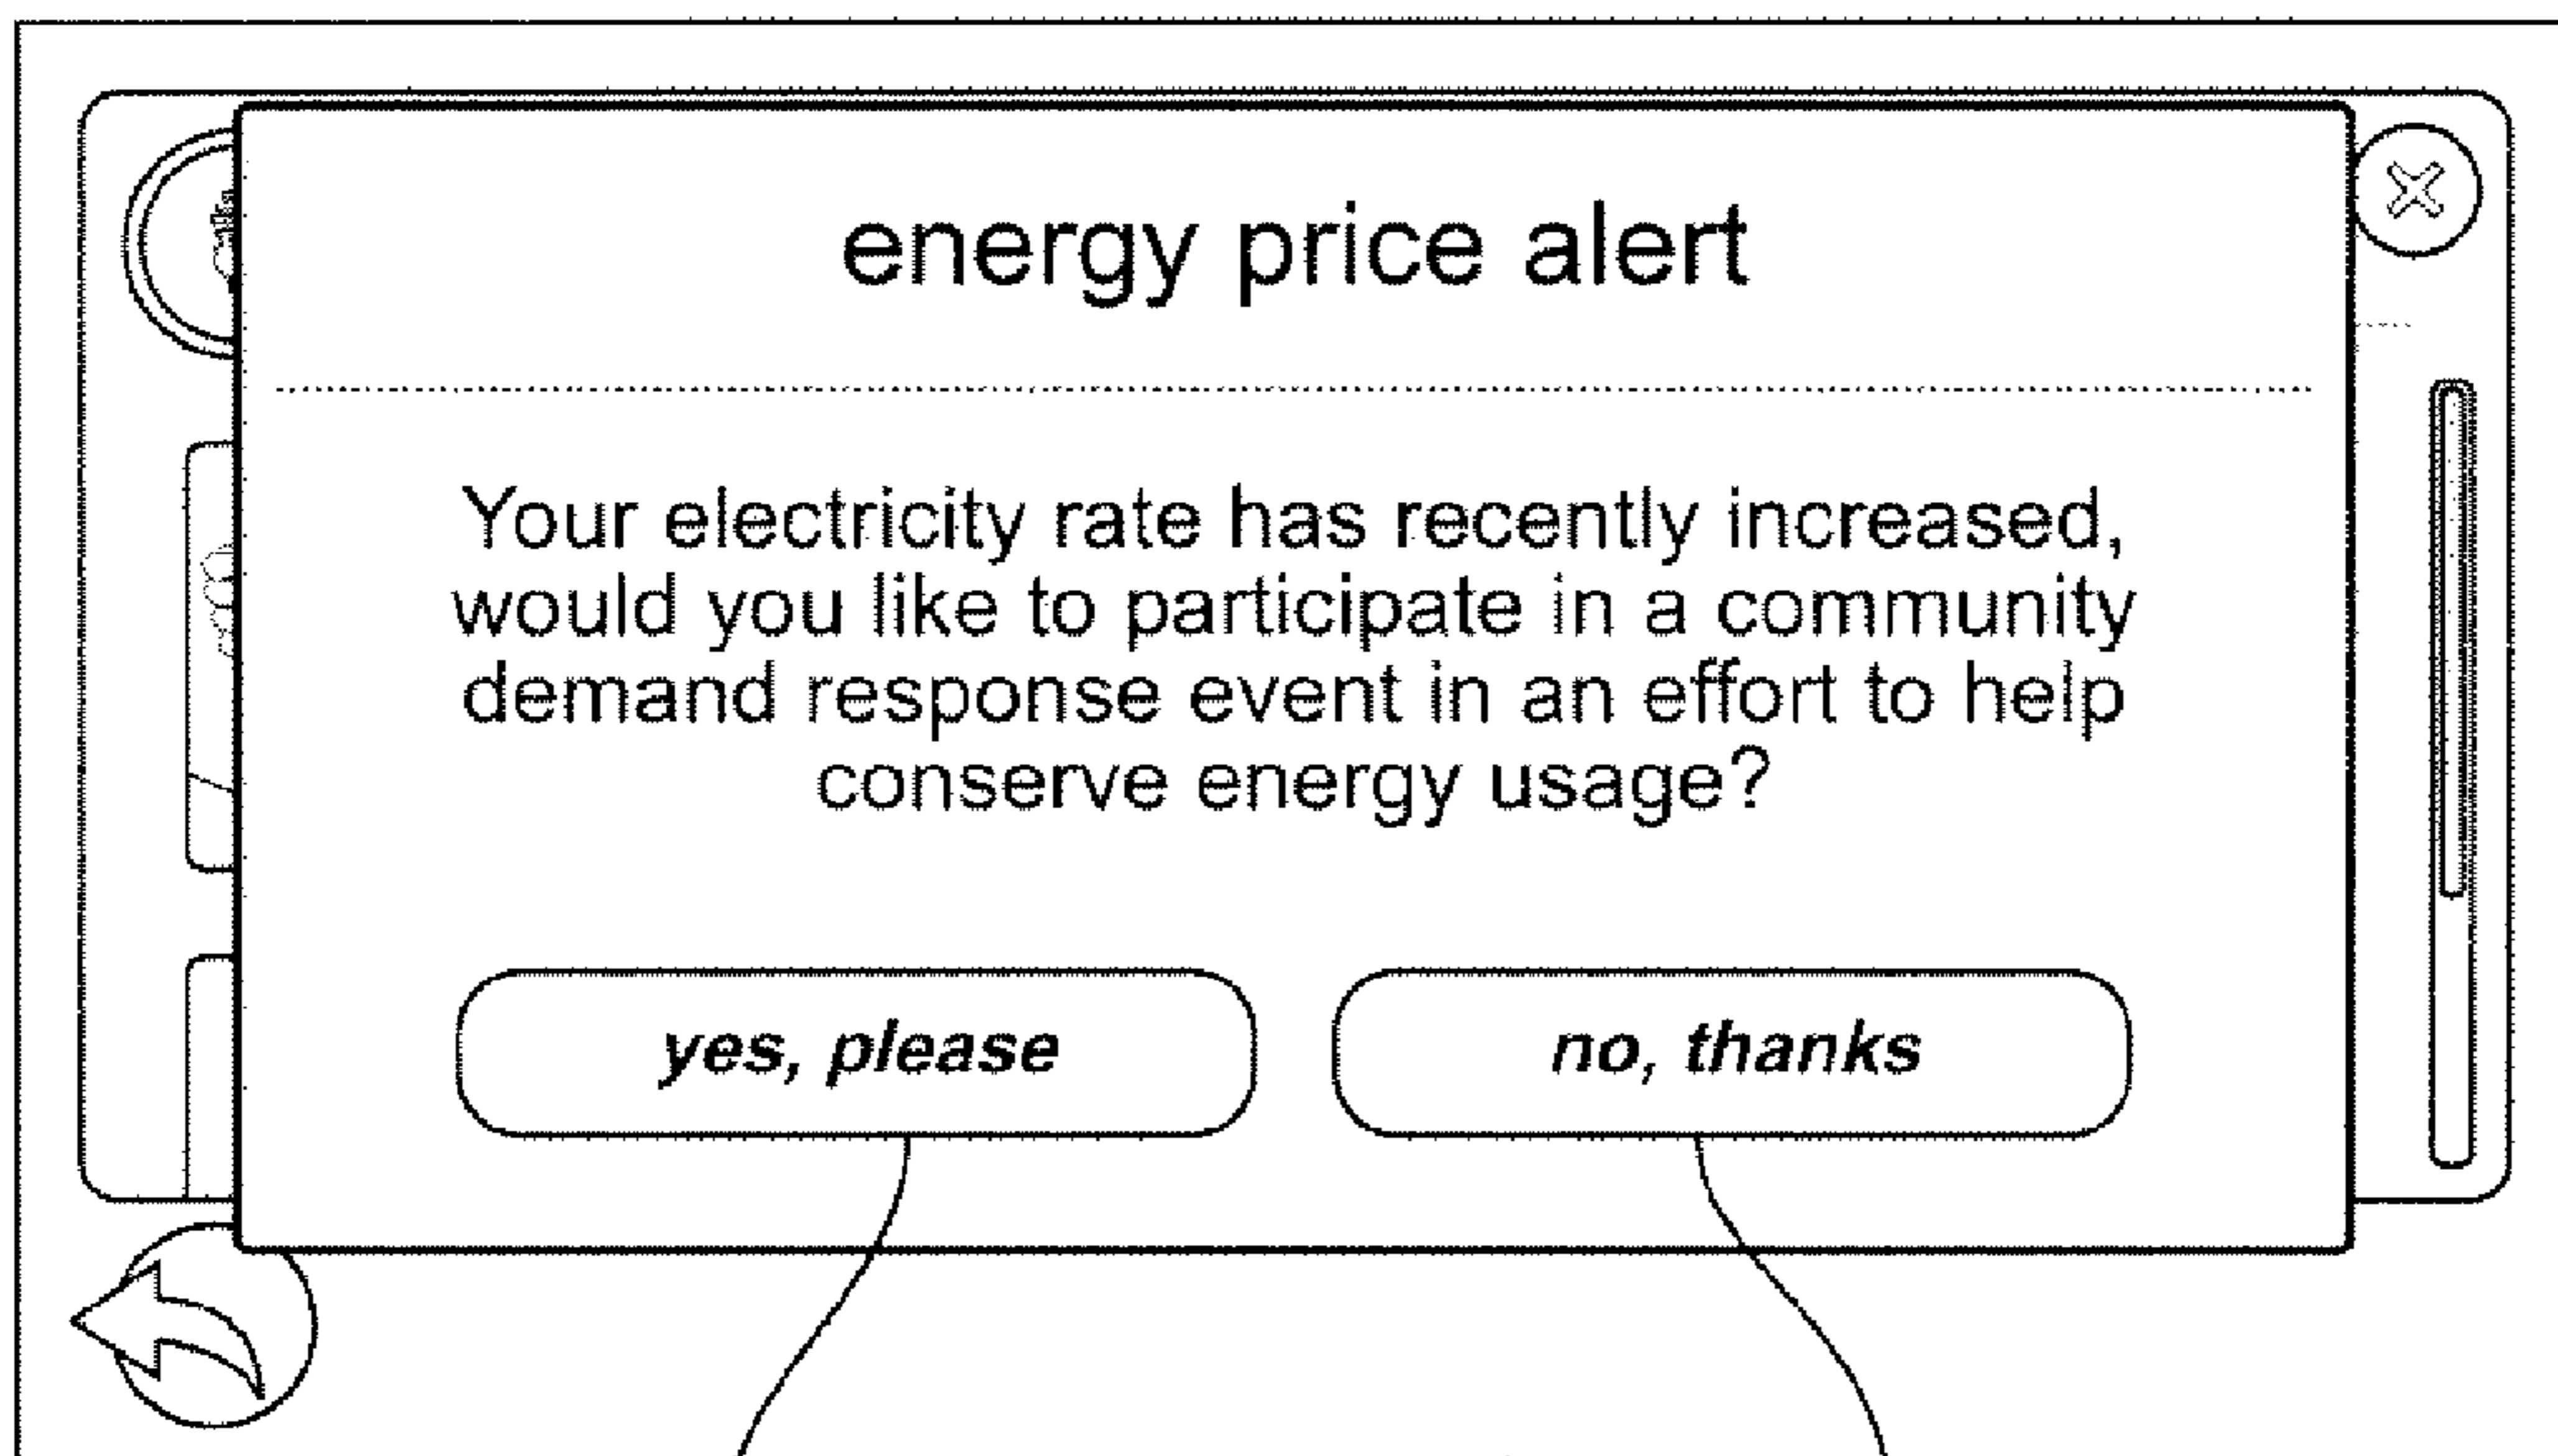 energy price alert
Your electricity rate has recently increased,
would you like to participate in a community
demand response event in an effort to help
conserve energy usage?
yes, please
no, thanks